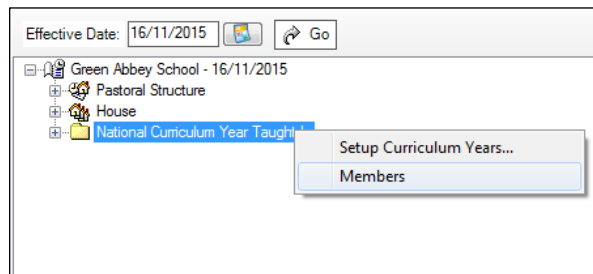 Effective Date: 16/11/2015 Go
Green Abbey School - 16/11/2015
Pastoral Structure
House
National Curriculum Year Taught
Setup Curriculum Years...
Members